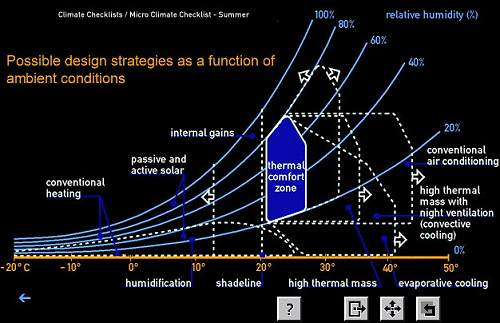 Climate Checklists / Micro Climate Checklist - Summer
100%
relative humidity (%)
80%
60%
40%
20%
0%
Possible design strategies as a function of
ambient conditions
internal gains
passive and
active solar
conventional
heating
thermal
comfort
zone
conventional
air conditioning
high thermal
mass with
night ventilation
(convective
cooling)
-20° C
-10°
0°
10°
20°
30°
40°
50°
humidification
shadeline
high thermal mass
evaporative cooling
?